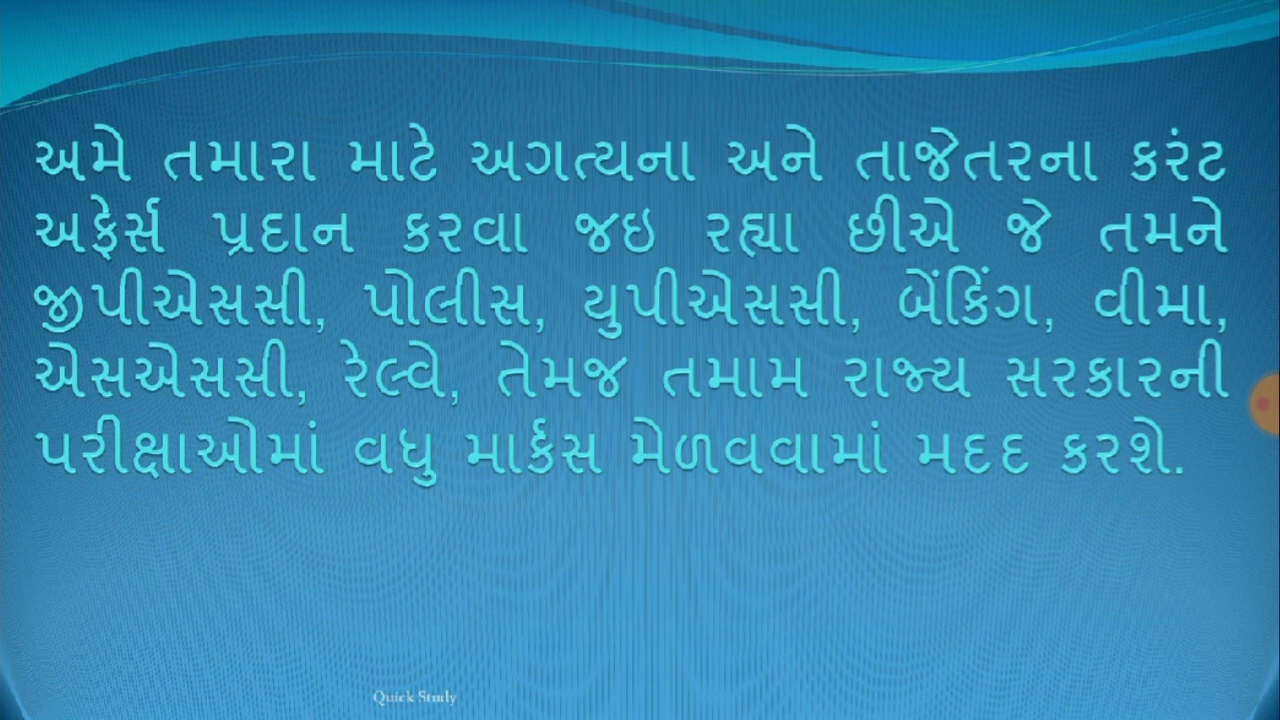 અમે તમારા માટે અગત્યના અને તાજેતરના કરંટ
અફેર્સ પ્રદાન કરવા જઇ રહ્યા છીએ જે તમને
જીપીએસસી, પોલીસ, યુપીએસસી, બેંકિંગ, વીમા,
એસએસસી, રેલ્વે, તેમજ તમામ રાજ્ય સરકારની
પરીક્ષાઓમાં વધુ માર્કસ મેળવવામાં મદદ કરશે.
Quick Study